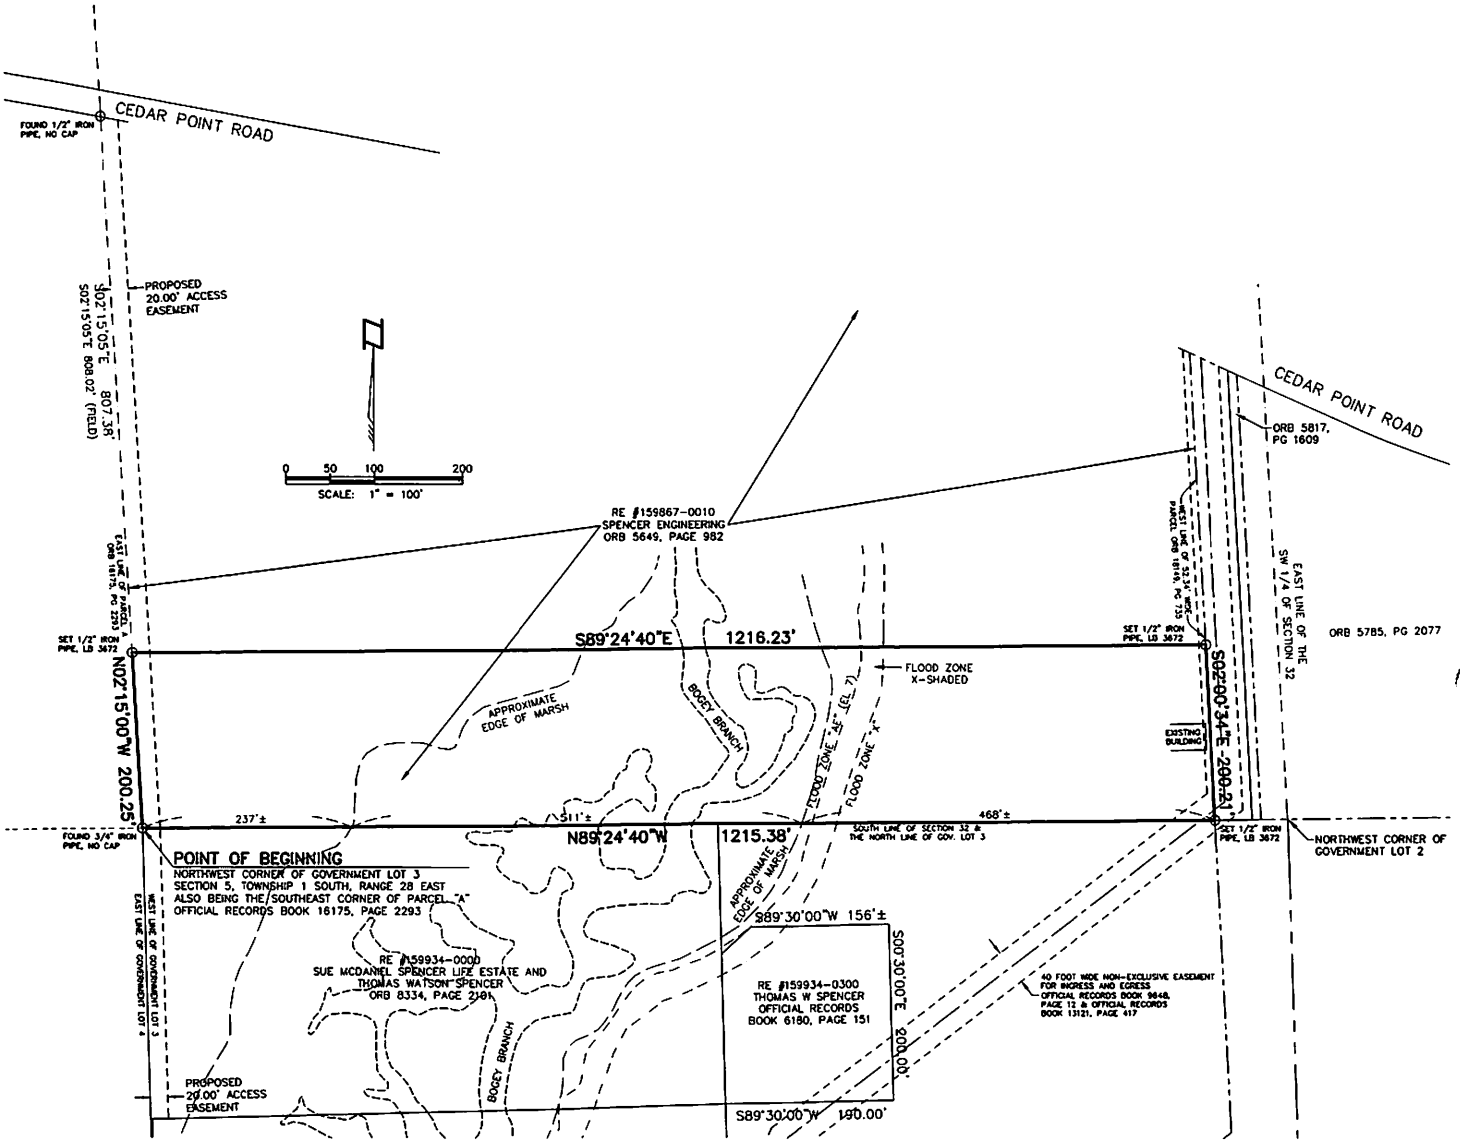 CEDAR POINT ROAD
FOUND 1/2" IRON
PIPE, NO CAP
PROPOSED
20.00' ACCESS
EASEMENT
S02°15'05"E 807.38'
S02°15'05"E 808.02' (FIELD)
0 50 100 200
SCALE: 1" = 100'
CEDAR POINT ROAD
ORB 5817,
PG 1609
RE #159867-0010
SPENCER ENGINEERING
ORB 5649, PAGE 982
EAST LINE OF PARCEL A
ORB 16175, PG 2293
WEST LINE OF 52.34' WIDE
PARCEL ORB 18149, PG 735
EAST LINE OF THE
SW 1/4 OF SECTION 32
ORB 5785, PG 2077
SET 1/2" IRON
PIPE, LB 3672
S89°24'40"E 1216.23'
SET 1/2" IRON
PIPE, LB 3672
N02°15'00"W 200.25'
APPROXIMATE
EDGE OF MARSH
BOGEY BRANCH
FLOOD ZONE "AE" (EL 7)
FLOOD ZONE "X"
FLOOD ZONE
X-SHADED
EXISTING
BUILDING
S02°00'34"E 200.21'
237'±
511'±
468'±
FOUND 3/4" IRON
PIPE, NO CAP
N89°24'40"W 1215.38'
SOUTH LINE OF SECTION 32 &
THE NORTH LINE OF GOV. LOT 3
SET 1/2" IRON
PIPE, LB 3672
NORTHWEST CORNER OF
GOVERNMENT LOT 2
POINT OF BEGINNING
NORTHWEST CORNER OF GOVERNMENT LOT 3
SECTION 5, TOWNSHIP 1 SOUTH, RANGE 28 EAST
ALSO BEING THE SOUTHEAST CORNER OF PARCEL "A"
OFFICIAL RECORDS BOOK 16175, PAGE 2293
APPROXIMATE
EDGE OF MARSH
WEST LINE OF GOVERNMENT LOT 3
EAST LINE OF GOVERNMENT LOT 4
S89°30'00"W 156'±
RE #159934-0000
SUE MCDANIEL SPENCER LIFE ESTATE AND
THOMAS WATSON SPENCER
ORB 8334, PAGE 2101
RE #159934-0300
THOMAS W SPENCER
OFFICIAL RECORDS
BOOK 6180, PAGE 151
S00°30'00"E 200.00'
40 FOOT WIDE NON-EXCLUSIVE EASEMENT
FOR INGRESS AND EGRESS
OFFICIAL RECORDS BOOK 9848,
PAGE 12 & OFFICIAL RECORDS
BOOK 13121, PAGE 417
BOGEY BRANCH
PROPOSED
20.00' ACCESS
EASEMENT
S89°30'00"W 190.00'